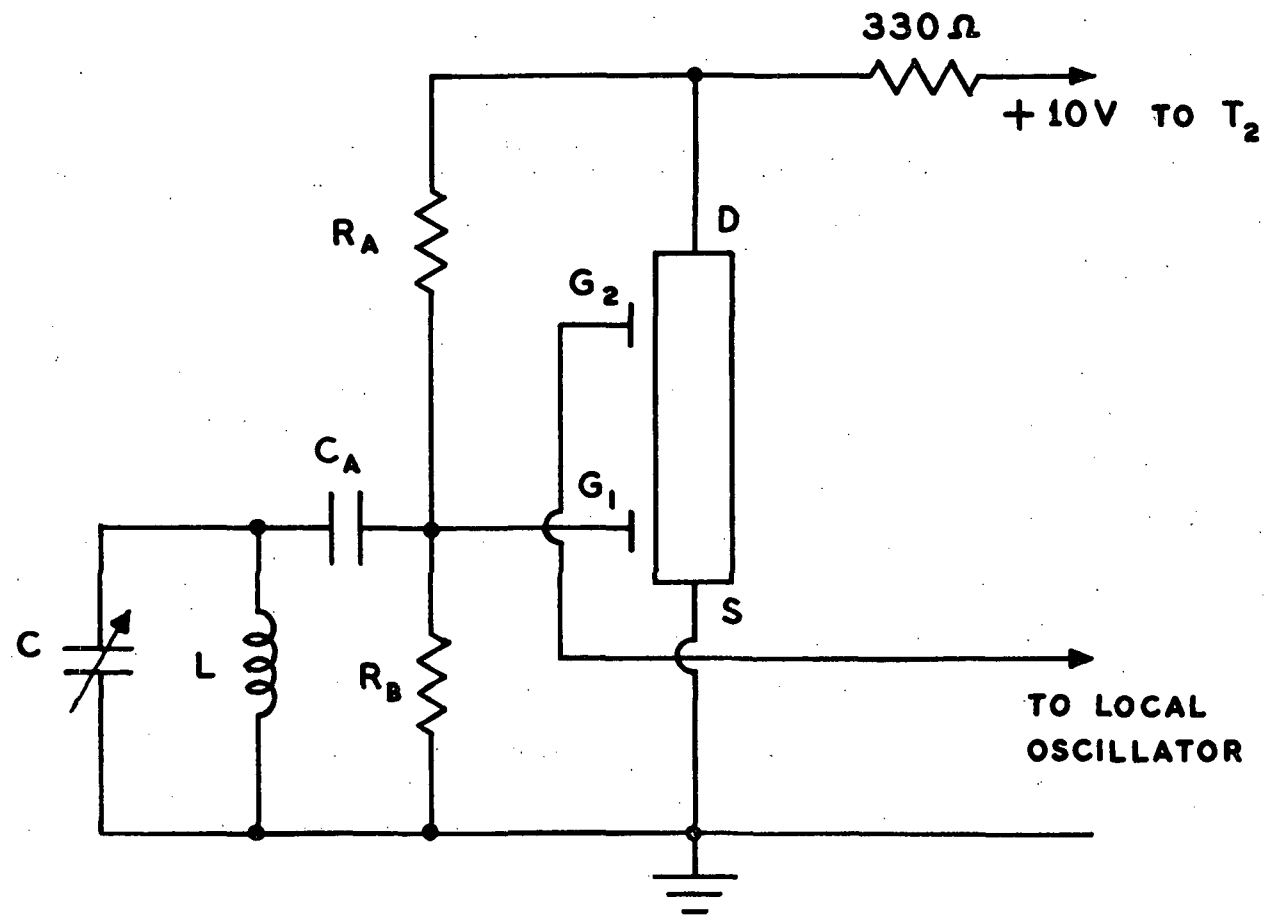 330Ω
+10V TO T2
RA
D
G2
CA
G1
S
C
L
RB
TO LOCAL
OSCILLATOR